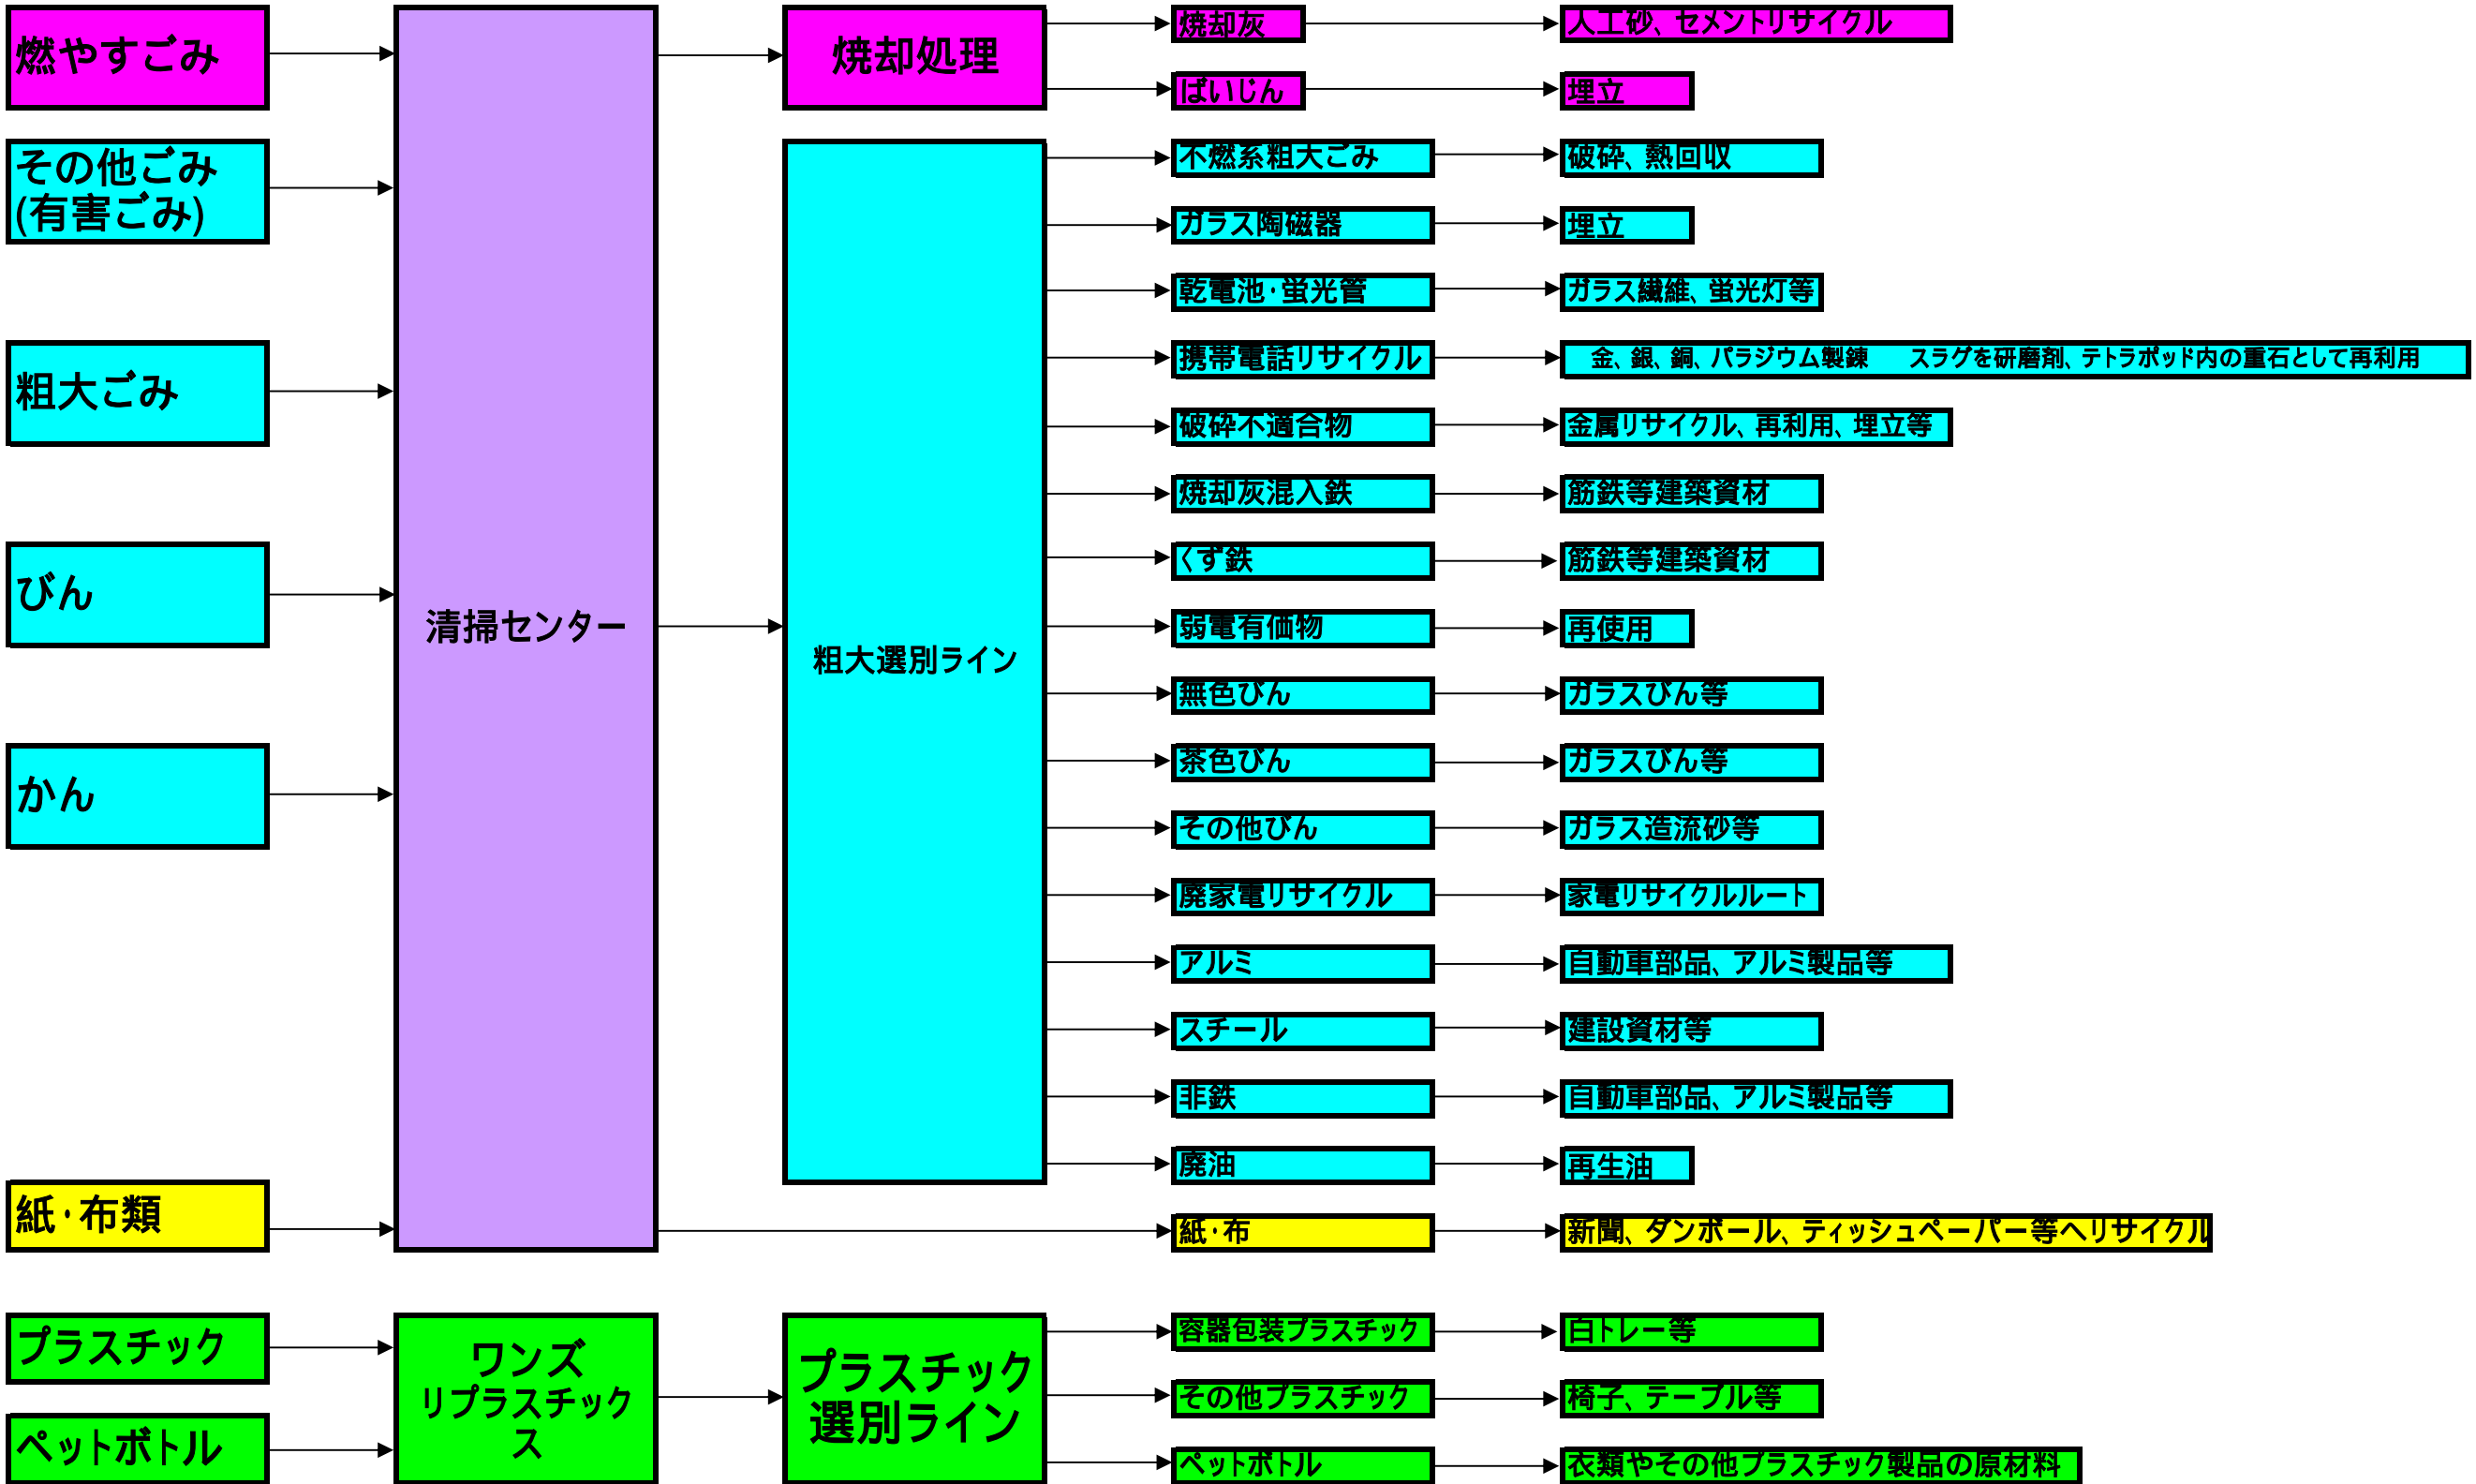 燃やすごみ
その他ごみ
(有害ごみ)
粗大ごみ
びん
かん
紙・布類
プラスチック
ペットボトル
清掃センター
ワンズ
リプラスチック
ス
焼却処理
粗大選別ライン
プラスチック
選別ライン
焼却灰
人工砂、セメントリサイクル
ばいじん
埋立
不燃系粗大ごみ
破砕、熱回収
ガラス陶磁器
埋立
乾電池・蛍光管
ガラス繊維、蛍光灯等
携帯電話リサイクル
金、銀、銅、パラジウム製錬 スラグを研磨剤、テトラポッド内の重石として再利用
破砕不適合物
金属リサイクル、再利用、埋立等
焼却灰混入鉄
筋鉄等建築資材
くず鉄
筋鉄等建築資材
弱電有価物
再使用
無色びん
ガラスびん等
茶色びん
ガラスびん等
その他びん
ガラス造流砂等
廃家電リサイクル
家電リサイクルルート
アルミ
自動車部品、アルミ製品等
スチール
建設資材等
非鉄
自動車部品、アルミ製品等
廃油
再生油
紙・布
新聞、ダンボール、ティッシュペーパー等へリサイクル
容器包装プラスチック
白トレー等
その他プラスチック
椅子、テーブル等
ペットボトル
衣類やその他プラスチック製品の原材料